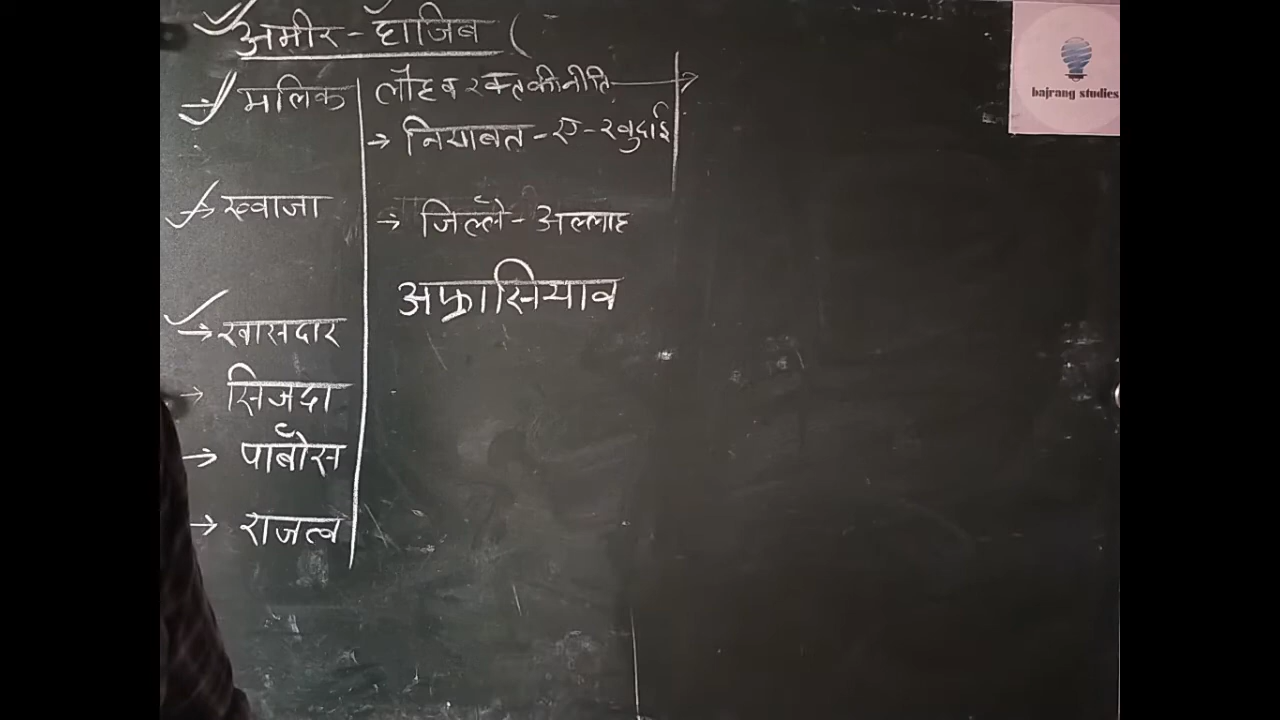 अमीर-हाजिब (
→ मलिक
→ ख्वाजा
→ खासदार
→ सिजदा
→ पाबोस
→ राजत्व
लौह व रक्त की नीति →
→ नियाबत-ए-खुदाई
→ जिल्ले-अल्लाह
अफ्रासियाव
bajrang studies